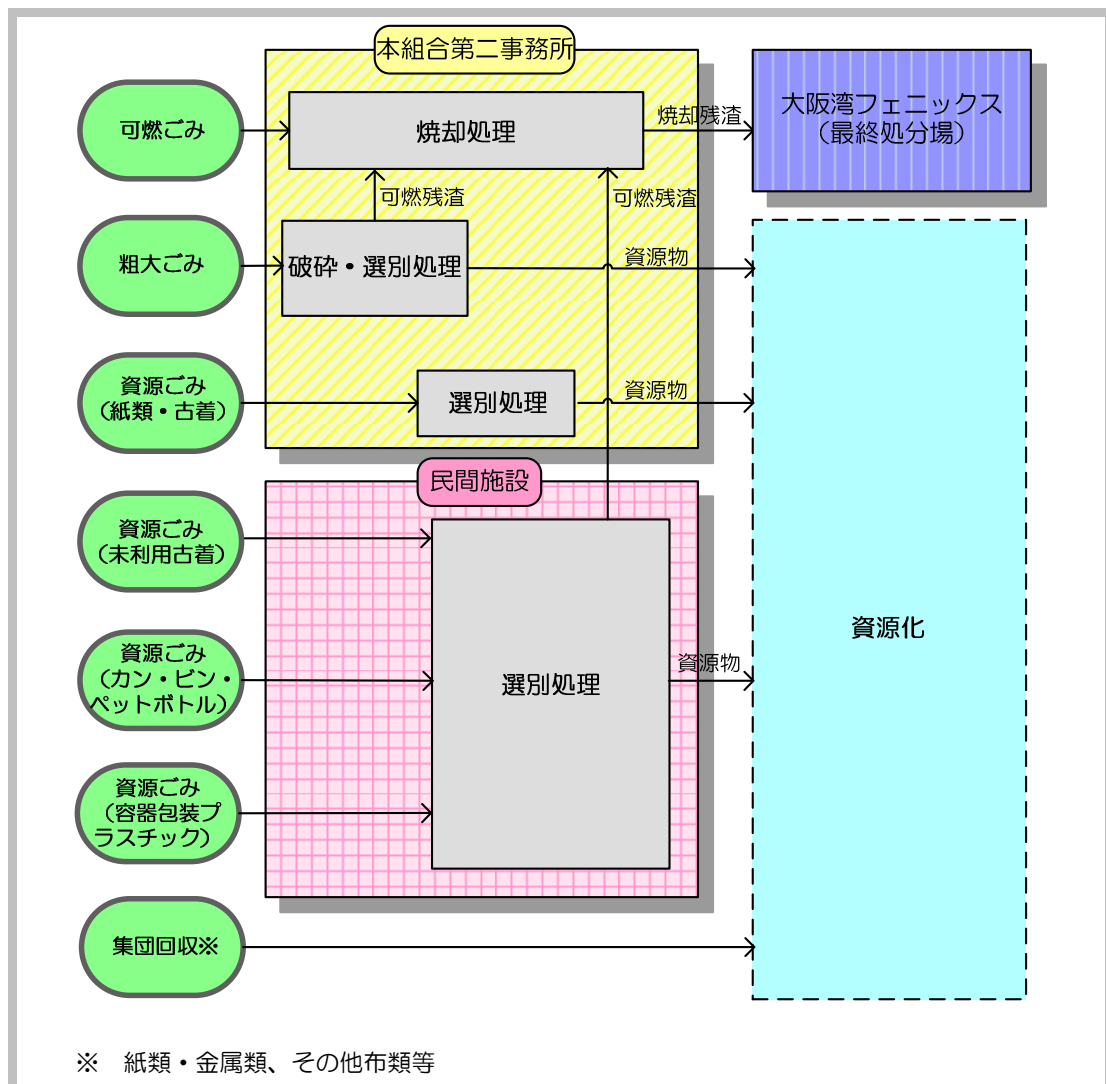 本組合第二事務所
可燃ごみ
焼却処理
焼却残渣
大阪湾フェニックス
（最終処分場）
可燃残渣
可燃残渣
粗大ごみ
破砕・選別処理
資源物
資源ごみ
（紙類・古着）
選別処理
資源物
民間施設
資源ごみ
（未利用古着）
資源ごみ
（カン・ビン・
ペットボトル）
選別処理
資源物
資源化
資源ごみ
（容器包装プ
ラスチック）
集団回収※
※　紙類・金属類、その他布類等